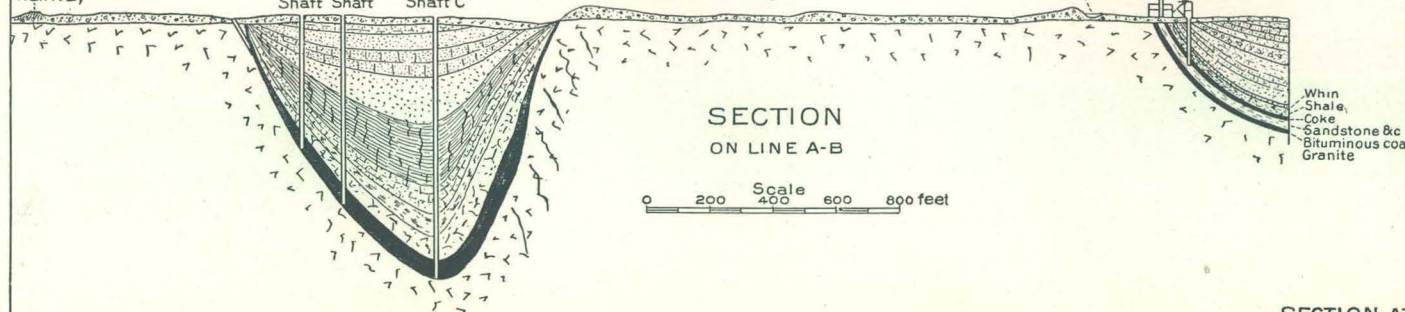 Shaft Shaft Shaft C
SECTION
ON LINE A-B
Scale
0 200 400 600 800 feet
Whin
Shale
Coke
Sandstone &c
Bituminous coa
Granite
SECTION AT